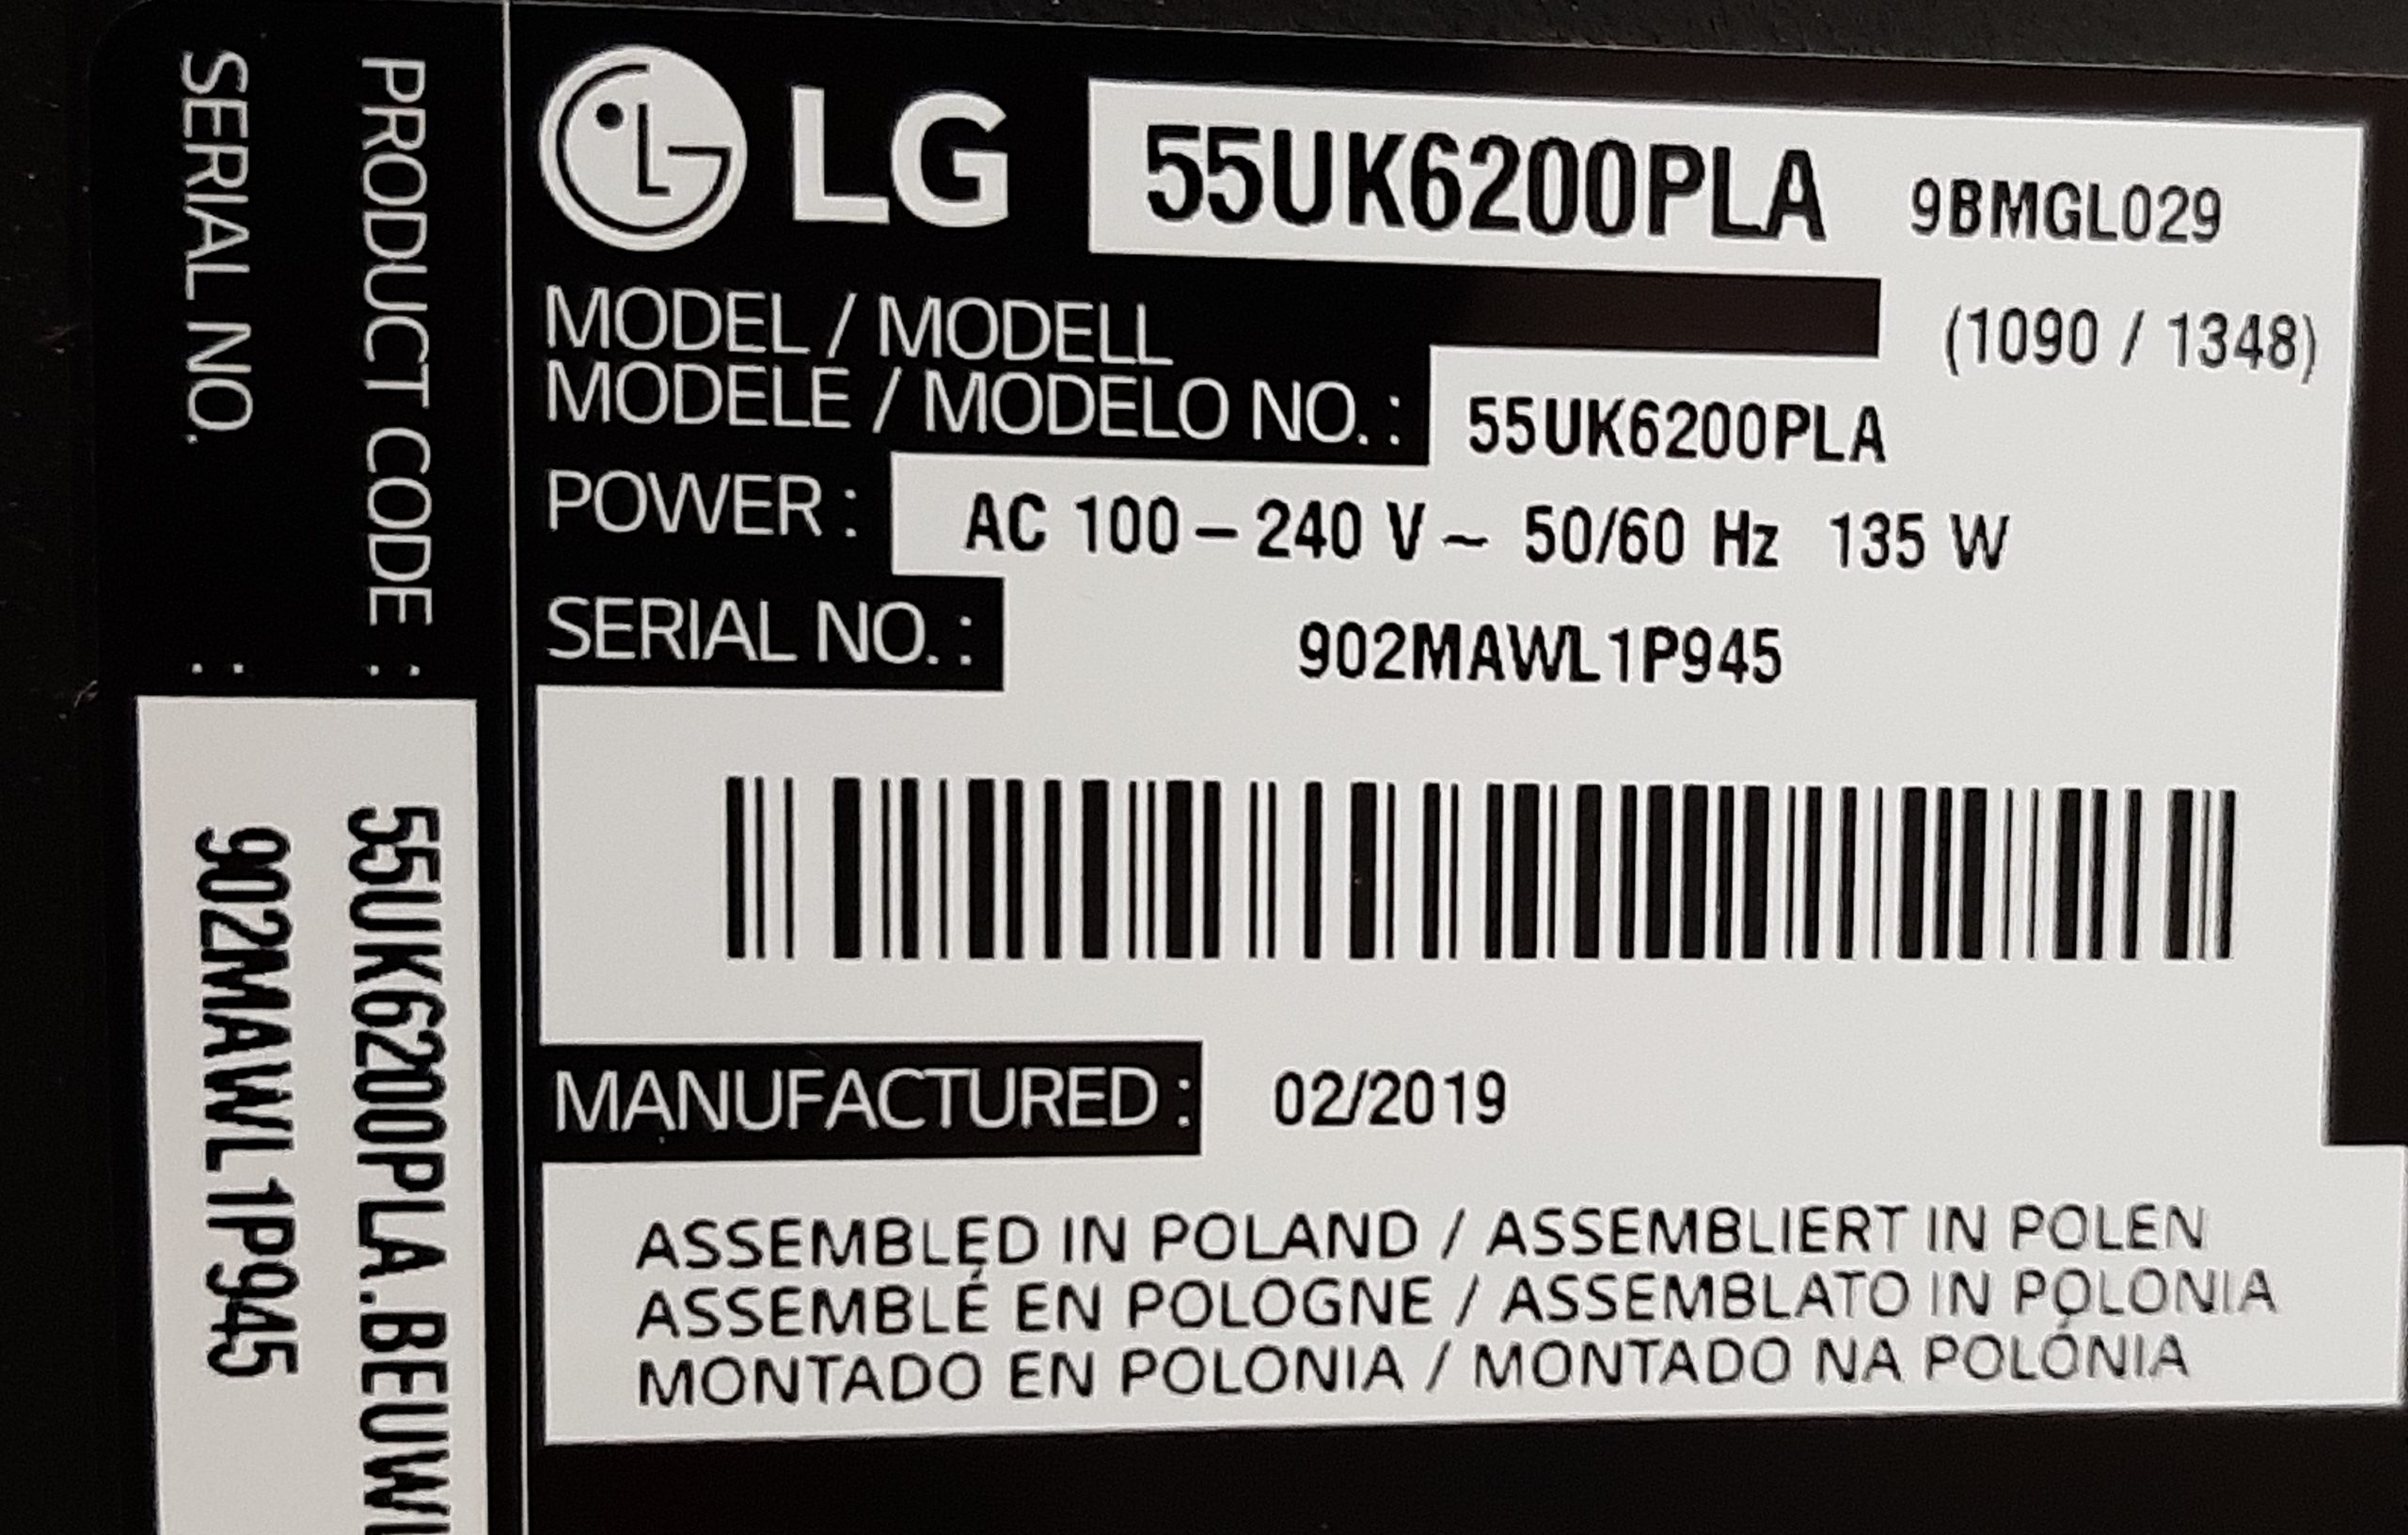 LG 55UK6200PLA 9BMGL029
MODEL / MODELL (1090 / 1348)
MODELE / MODELO NO. : 55UK6200PLA
POWER : AC 100 – 240 V ~ 50/60 Hz 135 W
SERIAL NO. : 902MAWL1P945
MANUFACTURED : 02/2019
ASSEMBLED IN POLAND / ASSEMBLIERT IN POLEN
ASSEMBLÉ EN POLOGNE / ASSEMBLATO IN POLONIA
MONTADO EN POLONIA / MONTADO NA POLÓNIA
PRODUCT CODE :
SERIAL NO. : 902MAWL1P945